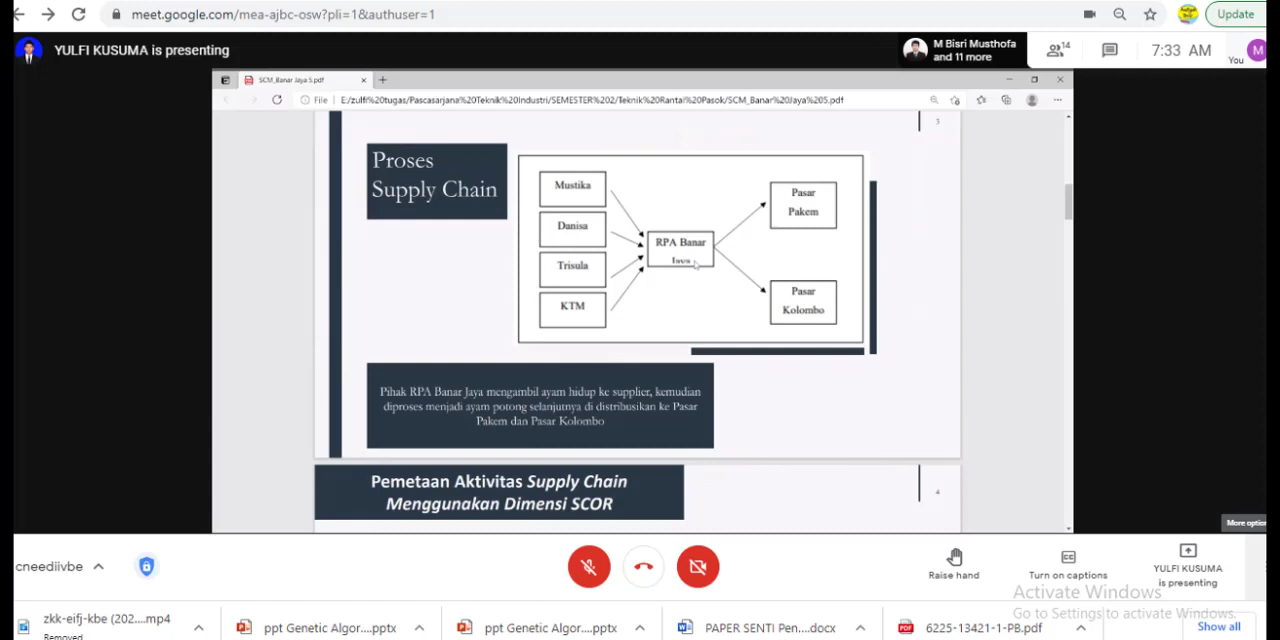 meet.google.com/mea-ajbc-osw?pli=1&authuser=1
Update
YULFI KUSUMA is presenting
M Bisri Musthofa
and 11 more
14
7:33 AM
You
M
SCM_Banar Jaya 5.pdf
File
E:/zulfi%20tugas/Pascasarjana%20Teknik%20Industri/SEMESTER%202/Teknik%20Rantai%20Pasok/SCM_Banar%20Jaya%205.pdf
3
Proses
Supply Chain
Mustika
Danisa
Trisula
KTM
RPA Banar
Jaya
Pasar
Pakem
Pasar
Kolombo
Pihak RPA Banar Jaya mengambil ayam hidup ke supplier, kemudian
diproses menjadi ayam potong selanjutnya di distribusikan ke Pasar
Pakem dan Pasar Kolombo
Pemetaan Aktivitas Supply Chain
Menggunakan Dimensi SCOR
4
More optio
cneediivbe
Raise hand
Turn on captions
YULFI KUSUMA
is presenting
Activate Windows
Go to Settings to activate Windows.
zkk-eifj-kbe (202....mp4
Removed
ppt Genetic Algor....pptx
ppt Genetic Algor....pptx
PAPER SENTI Pen....docx
6225-13421-1-PB.pdf
Show all